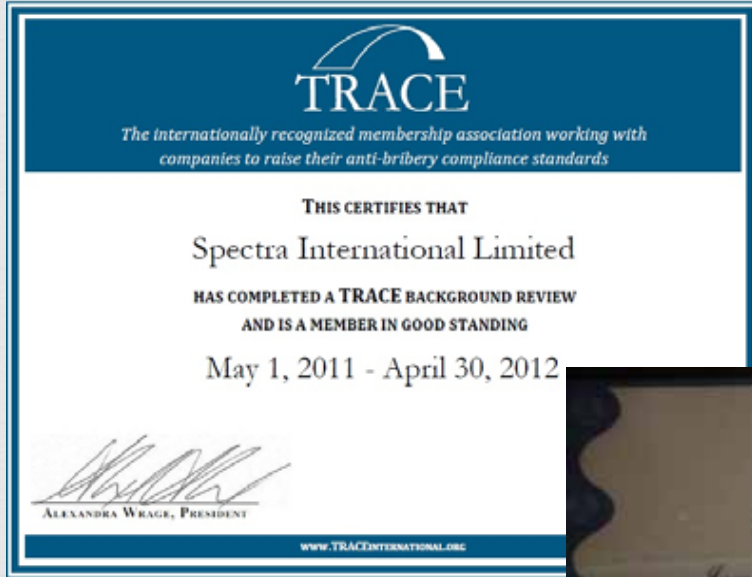 TRACE
The internationally recognized membership association working with
companies to raise their anti-bribery compliance standards
THIS CERTIFIES THAT
Spectra International Limited
HAS COMPLETED A TRACE BACKGROUND REVIEW
AND IS A MEMBER IN GOOD STANDING
May 1, 2011 - April 30, 2012
ALEXANDRA WRAGE, PRESIDENT
WWW.TRACEINTERNATIONAL.ORG